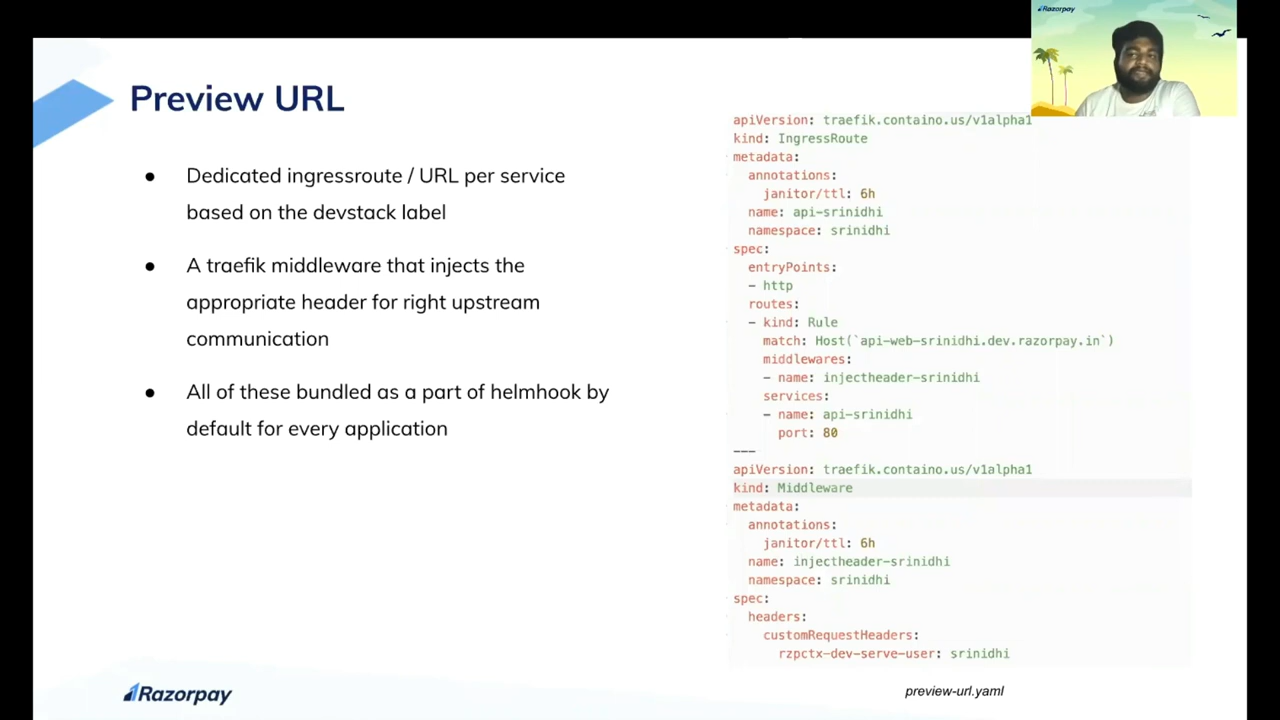 Razorpay
Preview URL
● Dedicated ingressroute / URL per service
based on the devstack label
● A traefik middleware that injects the
appropriate header for right upstream
communication
● All of these bundled as a part of helmhook by
default for every application
apiVersion: traefik.containo.us/v1alpha1
kind: IngressRoute
metadata:
annotations:
janitor/ttl: 6h
name: api-srinidhi
namespace: srinidhi
spec:
entryPoints:
- http
routes:
- kind: Rule
match: Host(`api-web-srinidhi.dev.razorpay.in`)
middlewares:
- name: injectheader-srinidhi
services:
- name: api-srinidhi
port: 80
---
apiVersion: traefik.containo.us/v1alpha1
kind: Middleware
metadata:
annotations:
janitor/ttl: 6h
name: injectheader-srinidhi
namespace: srinidhi
spec:
headers:
customRequestHeaders:
rzpctx-dev-serve-user: srinidhi
Razorpay
preview-url.yaml